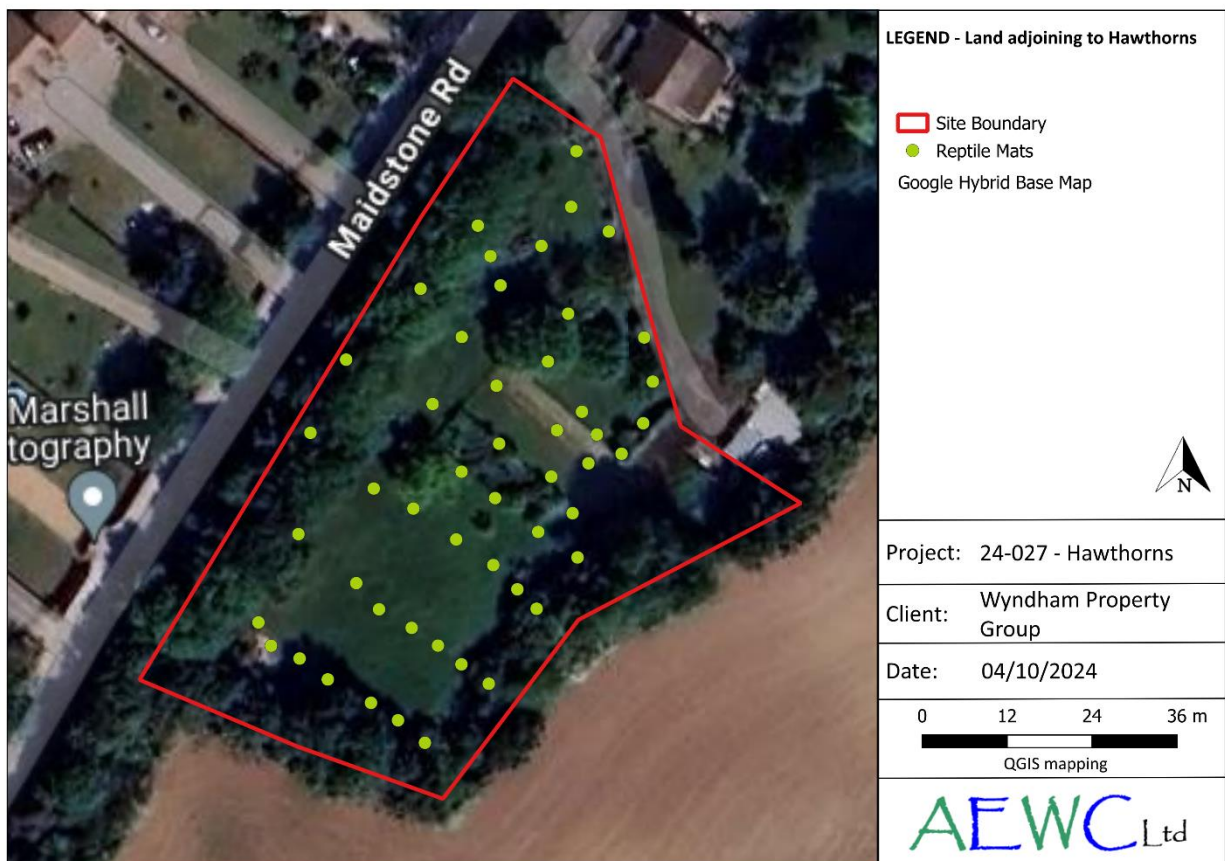 Maidstone Rd
Marshall
tography
LEGEND - Land adjoining to Hawthorns
Site Boundary
Reptile Mats
Google Hybrid Base Map
N
Project: 24-027 - Hawthorns
Client: Wyndham Property
Group
Date: 04/10/2024
0 12 24 36 m
QGIS mapping
AEWC Ltd